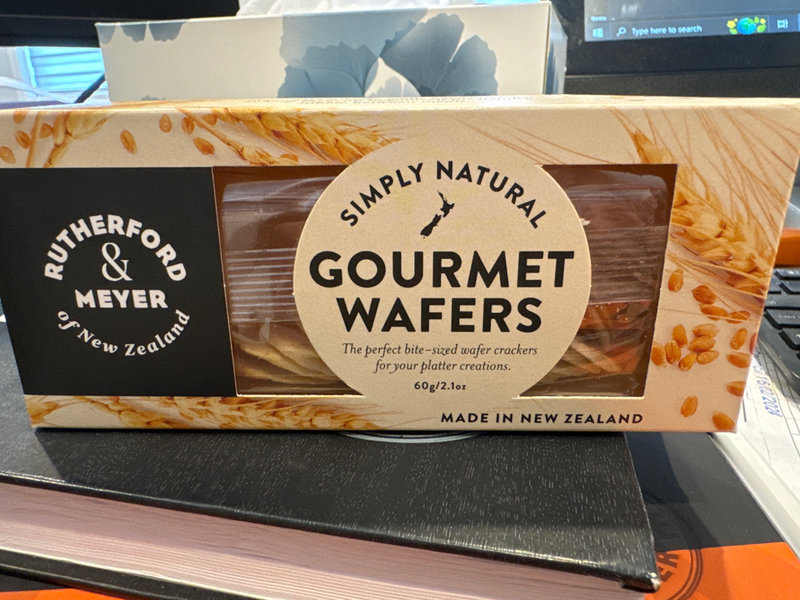 Type here to search
RUTHERFORD
&
MEYER
of New Zealand
SIMPLY NATURAL
GOURMET
WAFERS
The perfect bite-sized wafer crackers
for your platter creations.
60g/2.1oz
MADE IN NEW ZEALAND